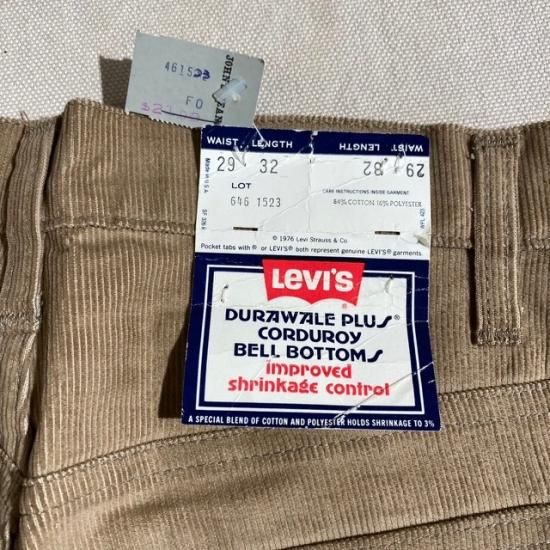 JOHN
46152
FO
WAIST LENGTH WAIST LENGTH
29 32 29 32
LOT
646 1523
Made in U.S.A.
CARE INSTRUCTIONS INSIDE GARMENT
84% COTTON 16% POLYESTER
© 1976 Levi Strauss & Co.
Pocket tabs with ® or LEVI'S® both represent genuine LEVI'S® garments.
LEVI'S
®
DURAWALE PLUS®
CORDUROY
BELL BOTTOMS
improved
shrinkage control
A SPECIAL BLEND OF COTTON AND POLYESTER HOLDS SHRINKAGE TO 3%